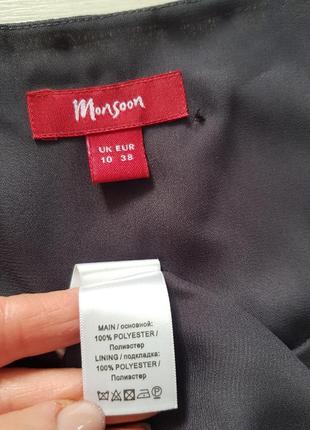 Monsoon
UK EUR
10 38
MAIN / основной:
100% POLYESTER /
Полиэстер
LINING / подкладка:
100% POLYESTER /
Полиэстер